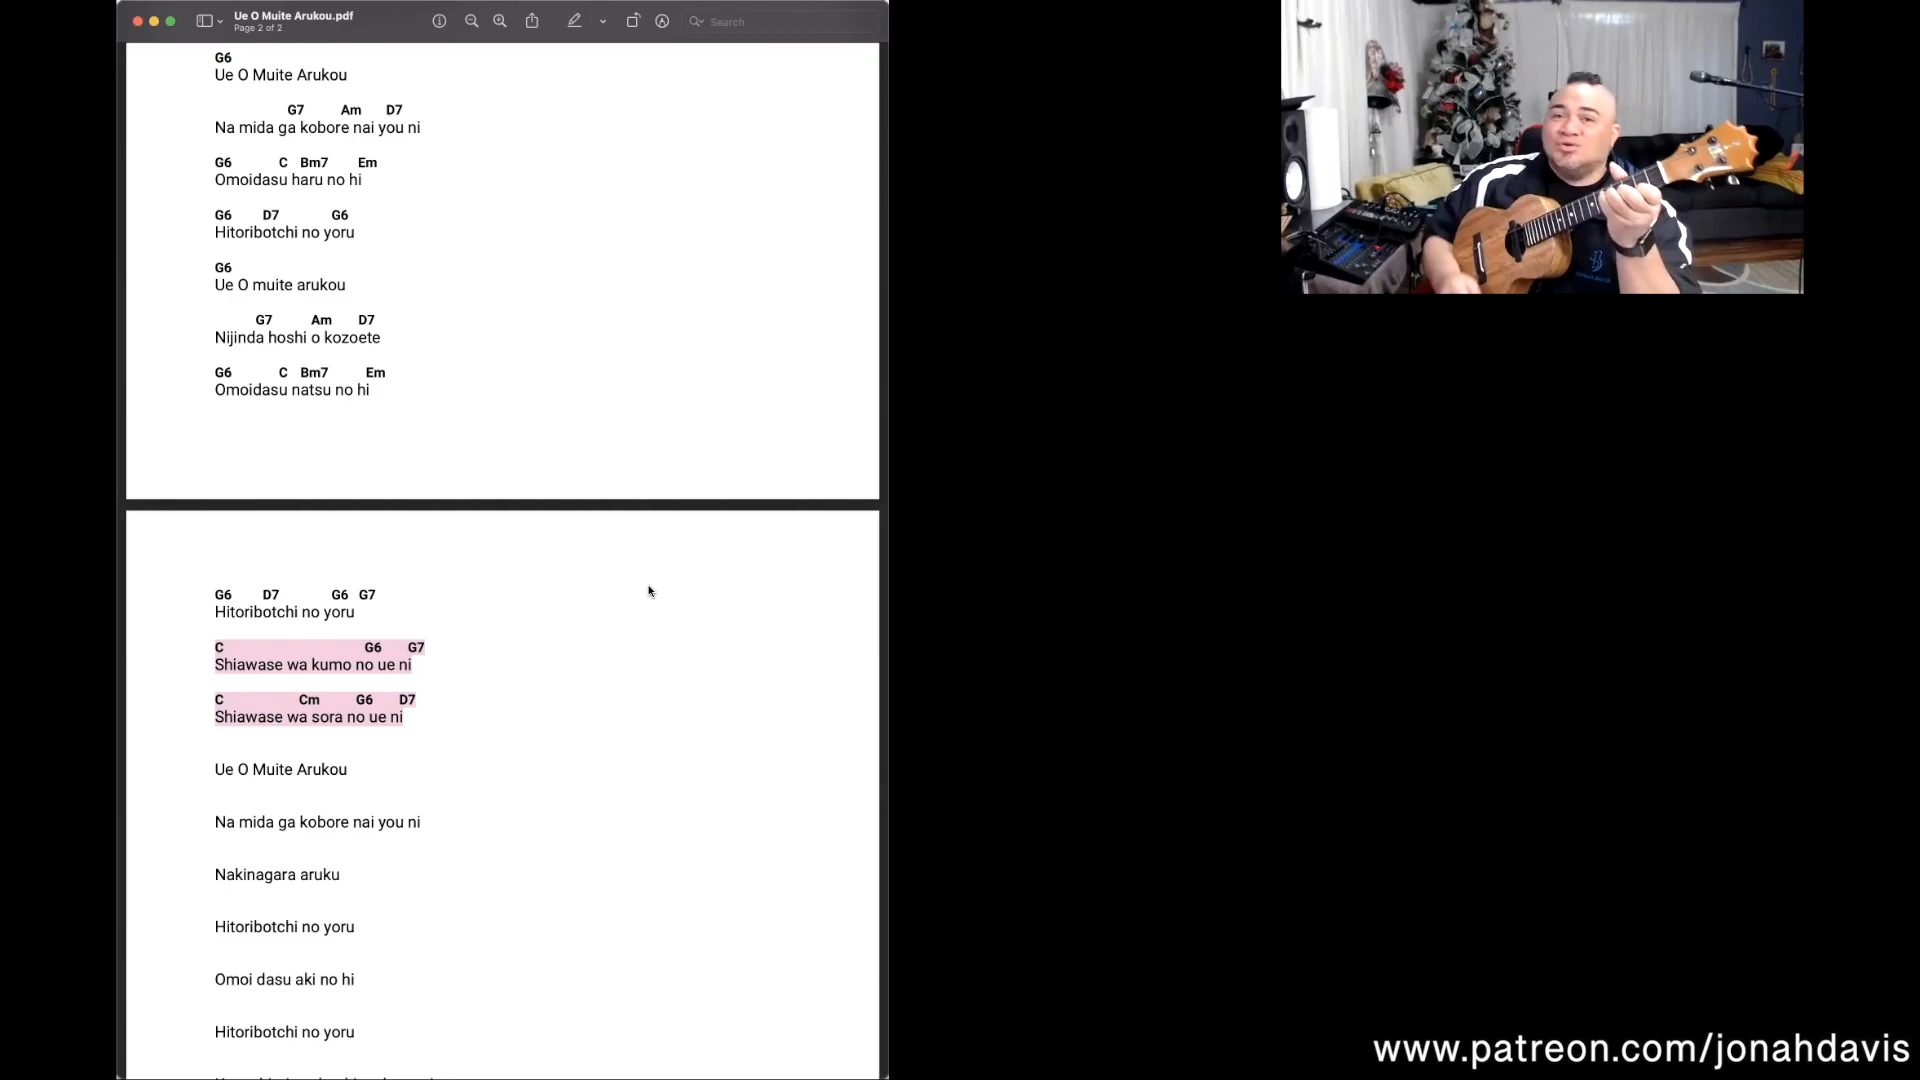 Ue O Muite Arukou.pdf
Page 2 of 2
Search
G6
Ue O Muite Arukou
G7 Am D7
Na mida ga kobore nai you ni
G6 C Bm7 Em
Omoidasu haru no hi
G6 D7 G6
Hitoribotchi no yoru
G6
Ue O muite arukou
G7 Am D7
Nijinda hoshi o kozoete
G6 C Bm7 Em
Omoidasu natsu no hi
G6 D7 G6 G7
Hitoribotchi no yoru
C G6 G7
Shiawase wa kumo no ue ni
C Cm G6 D7
Shiawase wa sora no ue ni
Ue O Muite Arukou
Na mida ga kobore nai you ni
Nakinagara aruku
Hitoribotchi no yoru
Omoi dasu aki no hi
Hitoribotchi no yoru
www.patreon.com/jonahdavis